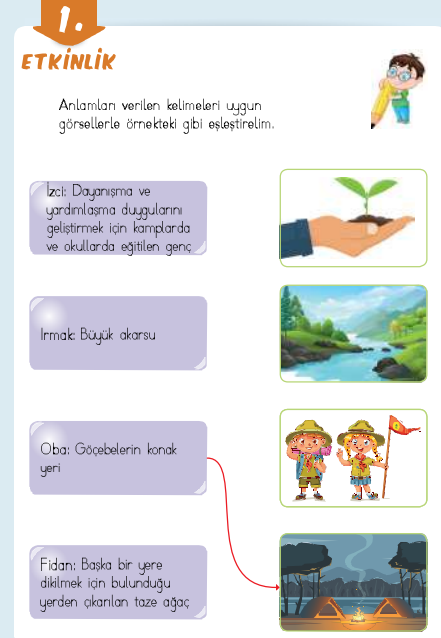 1.
ETKİNLİK
Anlamları verilen kelimeleri uygun
görsellerle örnekteki gibi eşleştirelim.
İzci: Dayanışma ve
yardımlaşma duygularını
geliştirmek için kamplarda
ve okullarda eğitilen genç
Irmak: Büyük akarsu
Oba: Göçebelerin konak
yeri
Fidan: Başka bir yere
dikilmek için bulunduğu
yerden çıkarılan taze ağaç